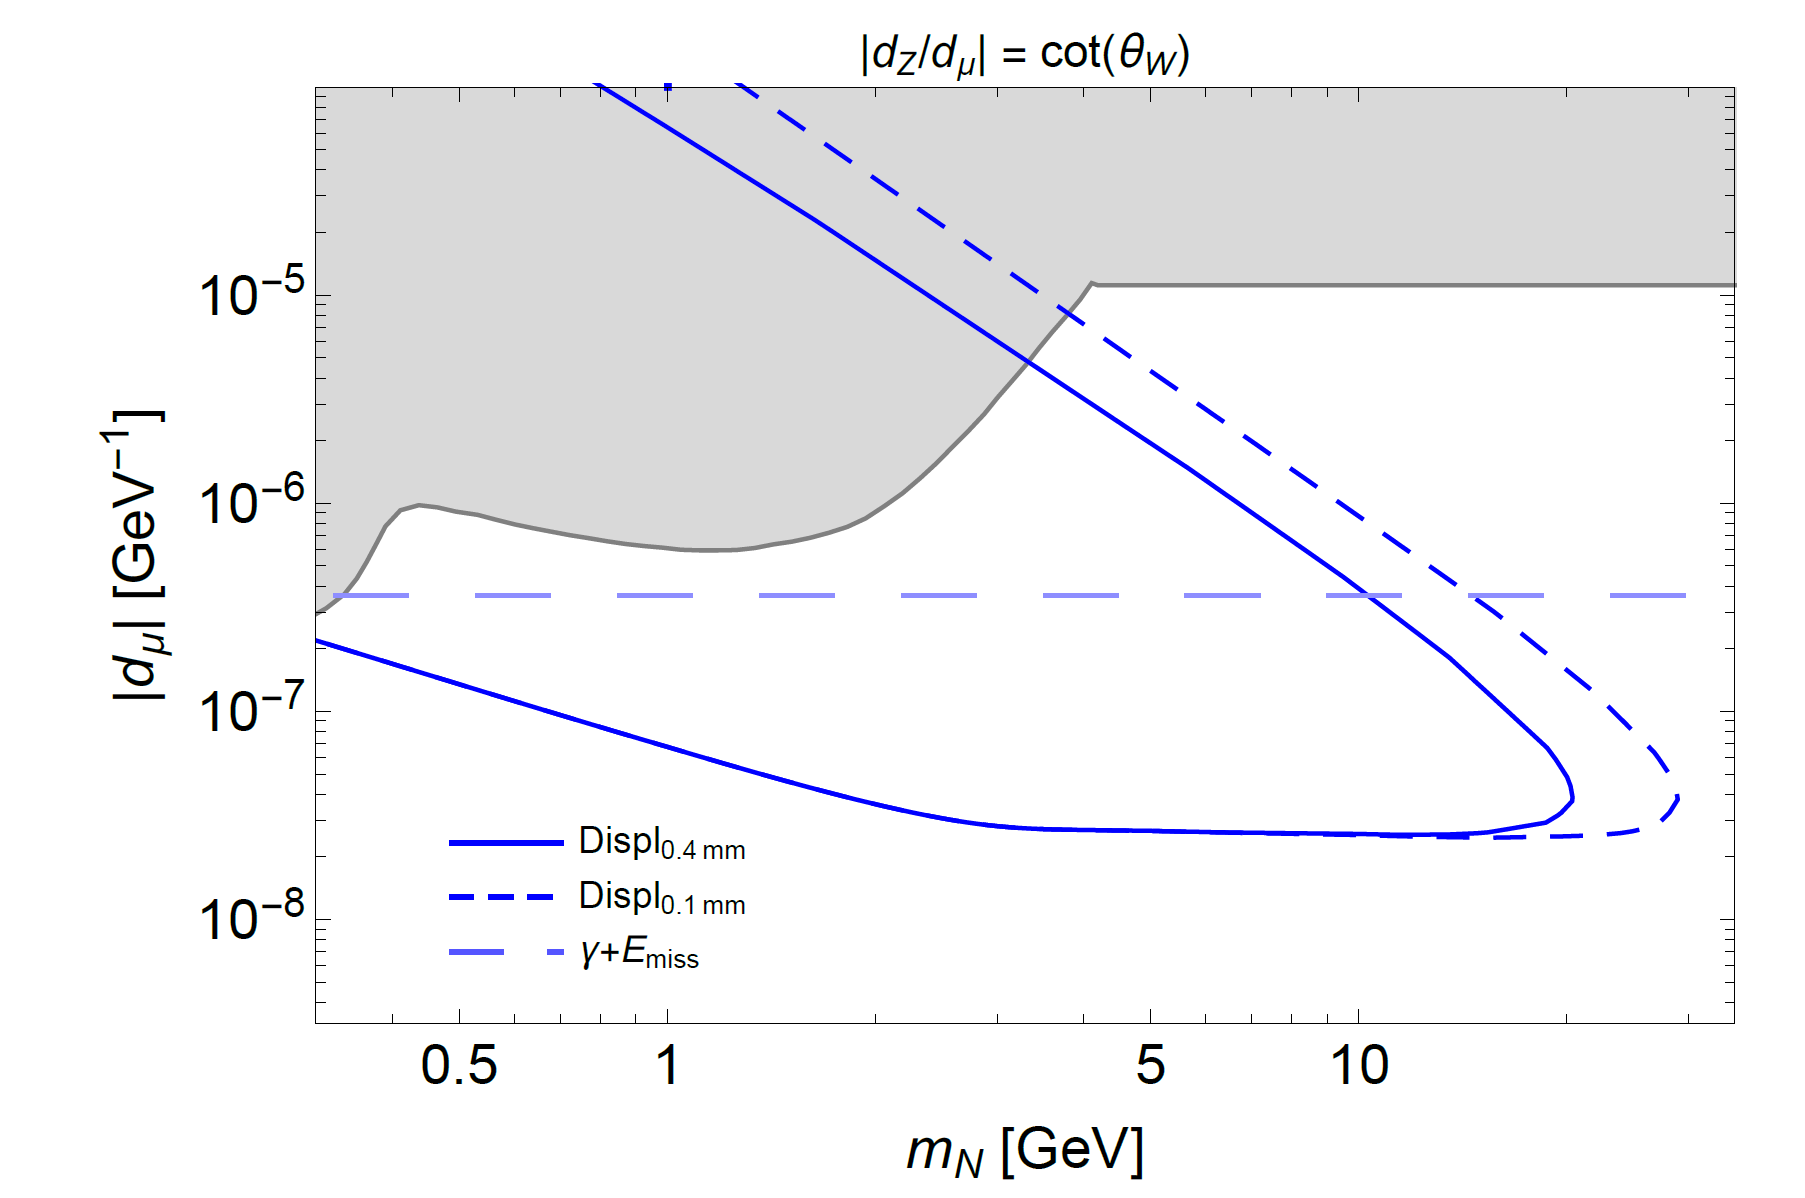 |d_Z/d_μ| = cot(θ_W)
10^−5
10^−6
10^−7
10^−8
|d_μ| [GeV^−1]
Displ_0.4 mm
Displ_0.1 mm
γ+E_miss
0.5 1 5 10
m_N [GeV]